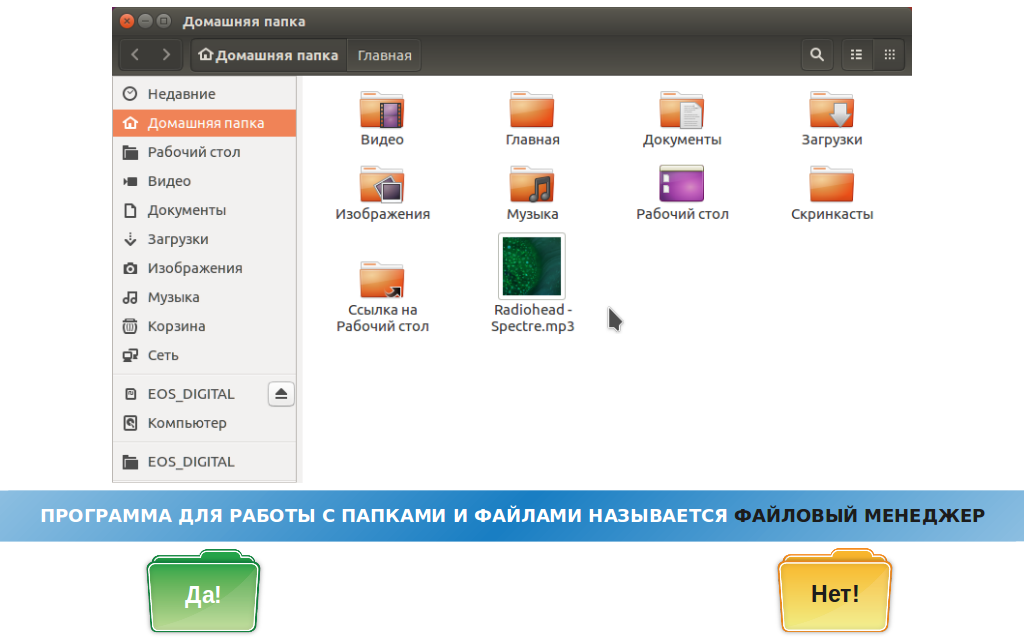 Домашняя папка
Домашняя папка Главная
Недавние
Домашняя папка
Рабочий стол
Видео
Документы
Загрузки
Изображения
Музыка
Корзина
Сеть
EOS_DIGITAL
Компьютер
EOS_DIGITAL
Видео Главная Документы Загрузки
Изображения Музыка Рабочий стол Скринкасты
Ссылка на
Рабочий стол
Radiohead -
Spectre.mp3
ПРОГРАММА ДЛЯ РАБОТЫ С ПАПКАМИ И ФАЙЛАМИ НАЗЫВАЕТСЯ ФАЙЛОВЫЙ МЕНЕДЖЕР
Да! Нет!